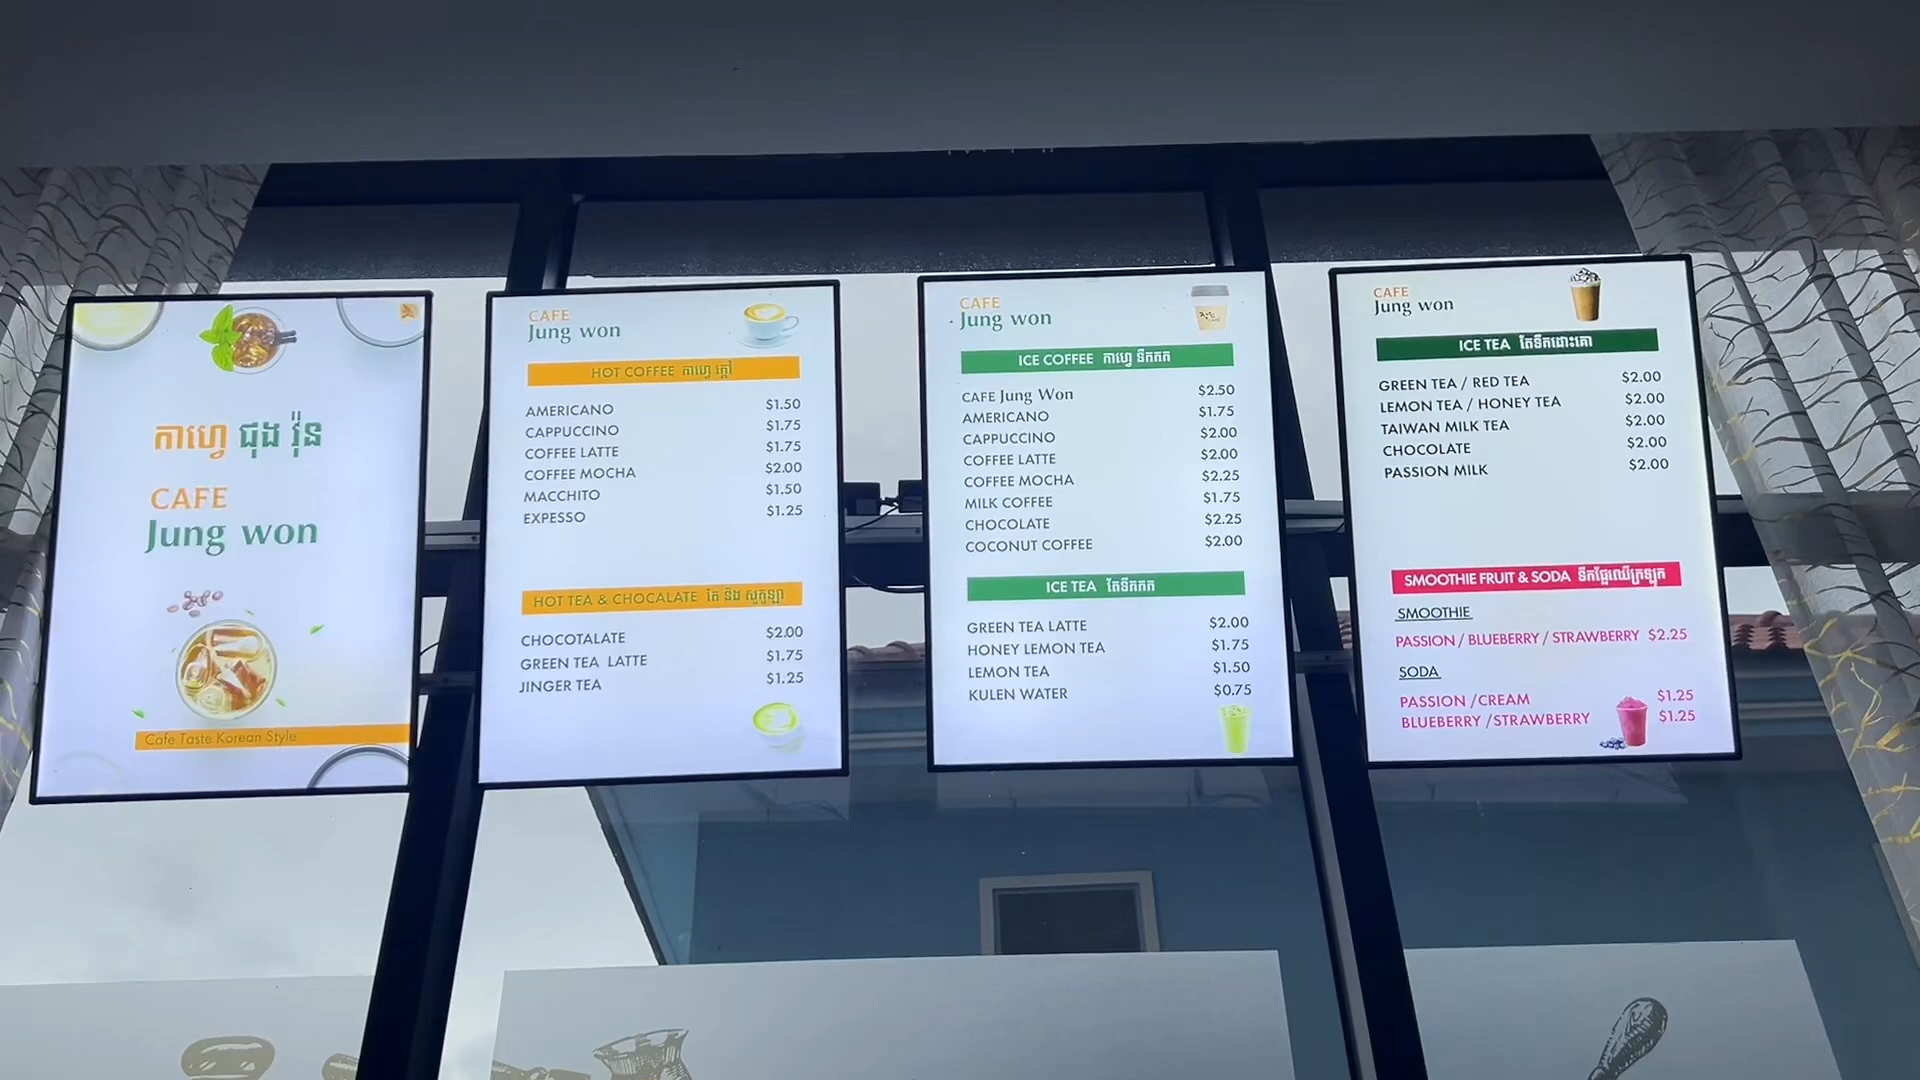 កាហ្វេ ជុង វ៉ុន
CAFE
Jung won
Cafe Taste Korean Style
CAFE
Jung won
HOT COFFEE កាហ្វេ ក្តៅ
AMERICANO $1.50
CAPPUCCINO $1.75
COFFEE LATTE $1.75
COFFEE MOCHA $2.00
MACCHITO $1.50
EXPESSO $1.25
HOT TEA & CHOCALATE តែ និង សូកូឡា
CHOCOTALATE $2.00
GREEN TEA LATTE $1.75
JINGER TEA $1.25
CAFE
Jung won
ICE COFFEE កាហ្វេ ទឹកកក
CAFE Jung Won $2.50
AMERICANO $1.75
CAPPUCCINO $2.00
COFFEE LATTE $2.00
COFFEE MOCHA $2.25
MILK COFFEE $1.75
CHOCOLATE $2.25
COCONUT COFFEE $2.00
ICE TEA តែទឹកកក
GREEN TEA LATTE $2.00
HONEY LEMON TEA $1.75
LEMON TEA $1.50
KULEN WATER $0.75
CAFE
Jung won
ICE TEA តែទឹកដោះគោ
GREEN TEA / RED TEA $2.00
LEMON TEA / HONEY TEA $2.00
TAIWAN MILK TEA $2.00
CHOCOLATE $2.00
PASSION MILK $2.00
SMOOTHIE FRUIT & SODA ទឹកផ្លែឈើក្រឡុក
SMOOTHIE
PASSION / BLUEBERRY / STRAWBERRY $2.25
SODA
PASSION /CREAM $1.25
BLUEBERRY /STRAWBERRY $1.25